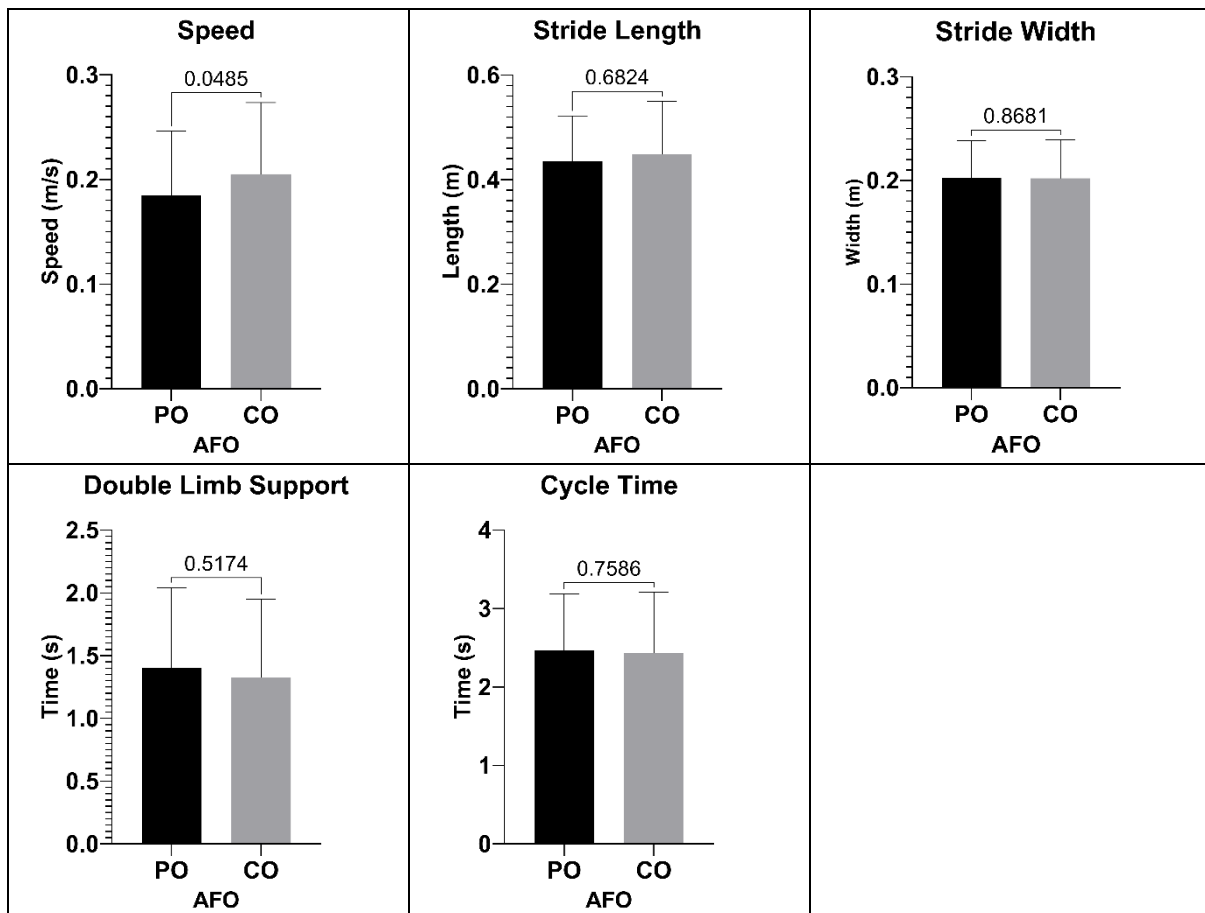 Speed
0.0485
0.3
0.2
0.1
0.0
Speed (m/s)
PO CO
AFO
Stride Length
0.6824
0.6
0.4
0.2
0.0
Length (m)
PO CO
AFO
Stride Width
0.8681
0.3
0.2
0.1
0.0
Width (m)
PO CO
AFO
Double Limb Support
0.5174
2.5
2.0
1.5
1.0
0.5
0.0
Time (s)
PO CO
AFO
Cycle Time
0.7586
4
3
2
1
0
Time (s)
PO CO
AFO